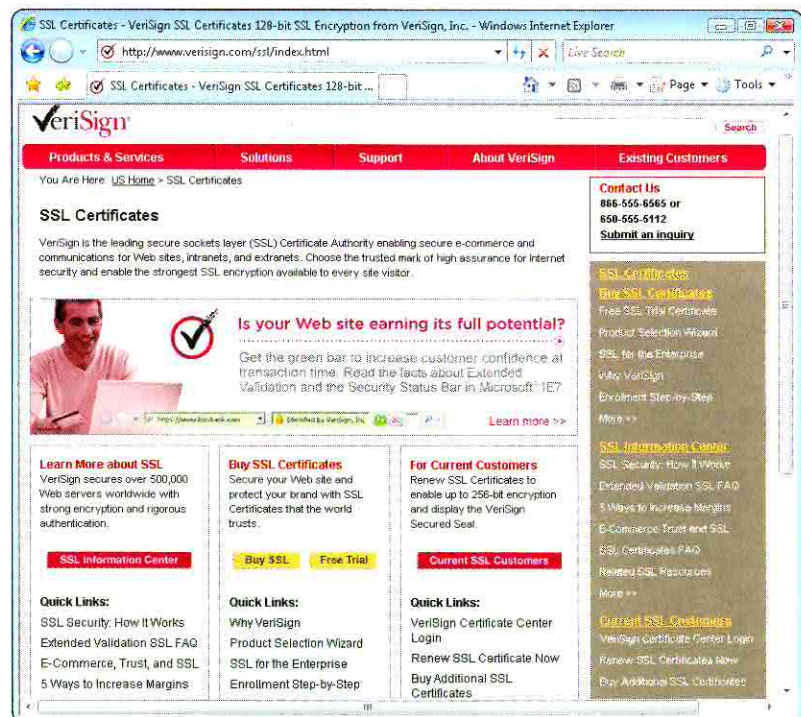 SSL Certificates - VeriSign SSL Certificates 128-bit SSL Encryption from VeriSign, Inc. - Windows Internet Explorer
http://www.verisign.com/ssl/index.html
Live Search
SSL Certificates - VeriSign SSL Certificates 128-bit ...
Page
Tools
VeriSign
Search
Products & Services
Solutions
Support
About VeriSign
Existing Customers
You Are Here: US Home > SSL Certificates
SSL Certificates
VeriSign is the leading secure sockets layer (SSL) Certificate Authority enabling secure e-commerce and
communications for Web sites, intranets, and extranets. Choose the trusted mark of high assurance for Internet
security and enable the strongest SSL encryption available to every site visitor.
Is your Web site earning its full potential?
Get the green bar to increase customer confidence at
transaction time. Read the facts about Extended
Validation and the Security Status Bar in Microsoft® IE7.
Identified by VeriSign, Inc.
Learn more >>
Learn More about SSL
VeriSign secures over 500,000
Web servers worldwide with
strong encryption and rigorous
authentication.
SSL Information Center
Quick Links:
SSL Security: How It Works
Extended Validation SSL FAQ
E-Commerce, Trust, and SSL
5 Ways to Increase Margins
Buy SSL Certificates
Secure your Web site and
protect your brand with SSL
Certificates that the world
trusts.
Buy SSL
Free Trial
Quick Links:
Why VeriSign
Product Selection Wizard
SSL for the Enterprise
Enrollment Step-by-Step
For Current Customers
Renew SSL Certificates to
enable up to 256-bit encryption
and display the VeriSign
Secured Seal.
Current SSL Customers
Quick Links:
VeriSign Certificate Center
Login
Renew SSL Certificate Now
Buy Additional SSL
Certificates
Contact Us
866-555-6565 or
650-555-5112
Submit an inquiry
SSL Certificates
Buy SSL Certificates
Free SSL Trial Certificate
Product Selection Wizard
SSL for the Enterprise
Why VeriSign
Enrollment Step-by-Step
More >>
SSL Information Center
SSL Security: How It Works
Extended Validation SSL FAQ
5 Ways to Increase Margins
E-Commerce Trust and SSL
SSL Certificates FAQ
Related SSL Resources
More >>
Current SSL Customers
VeriSign Certificate Center Login
Renew SSL Certificates Now
Buy Additional SSL Certificates